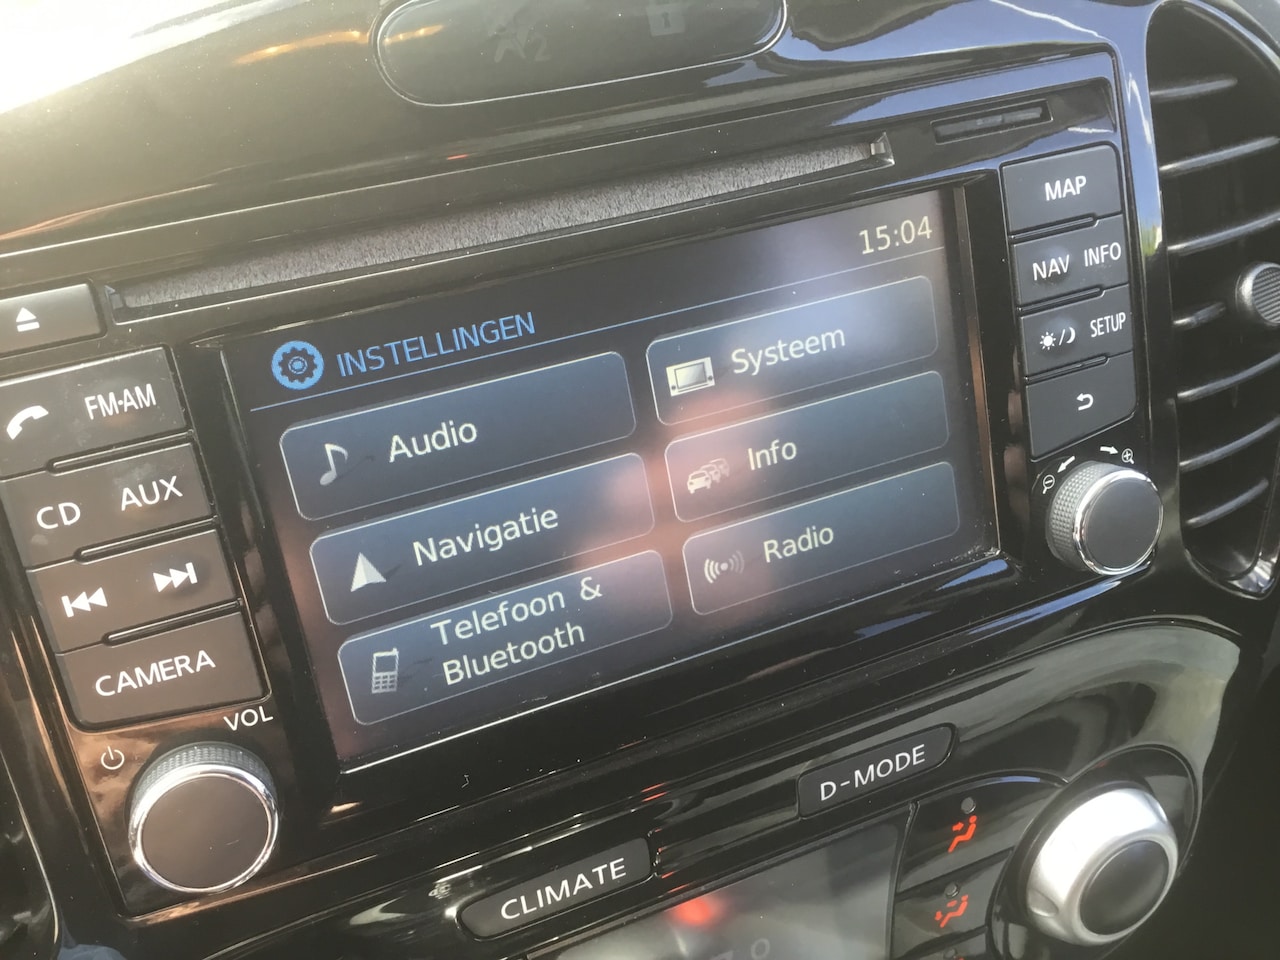 15:04
INSTELLINGEN
Audio
Systeem
Navigatie
Info
Telefoon &
Bluetooth
Radio
FM-AM
CD AUX
CAMERA
VOL
MAP
NAV INFO
SETUP
D-MODE
CLIMATE